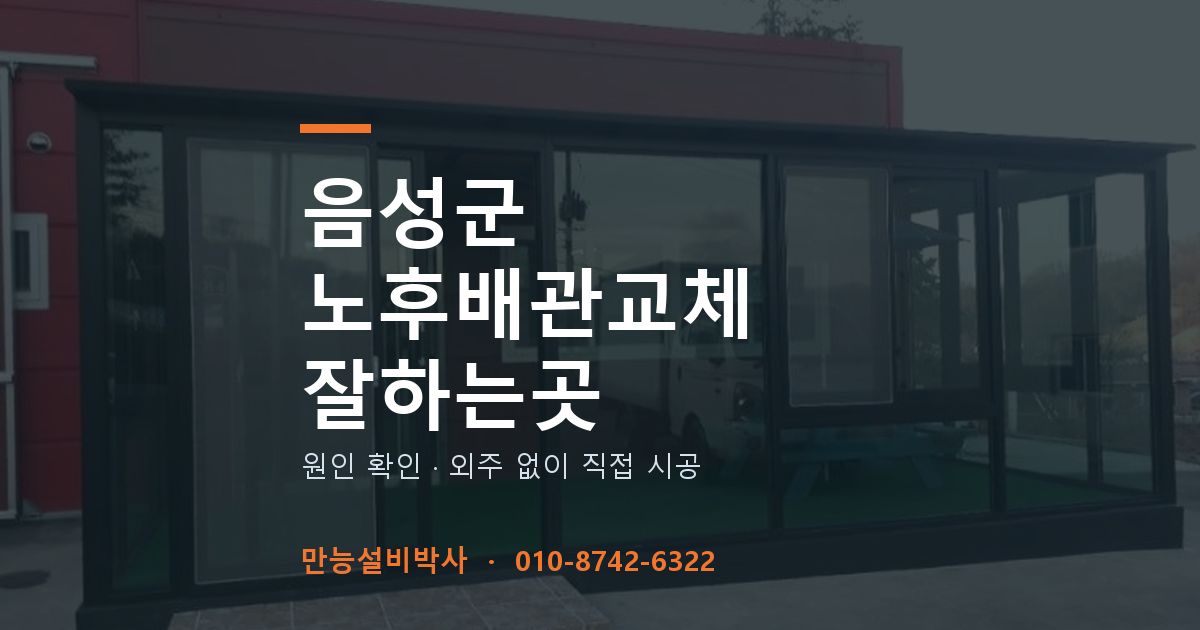 음성군
노후배관교체
잘하는곳
원인 확인 · 외주 없이 직접 시공
만능설비박사 · 010-8742-6322